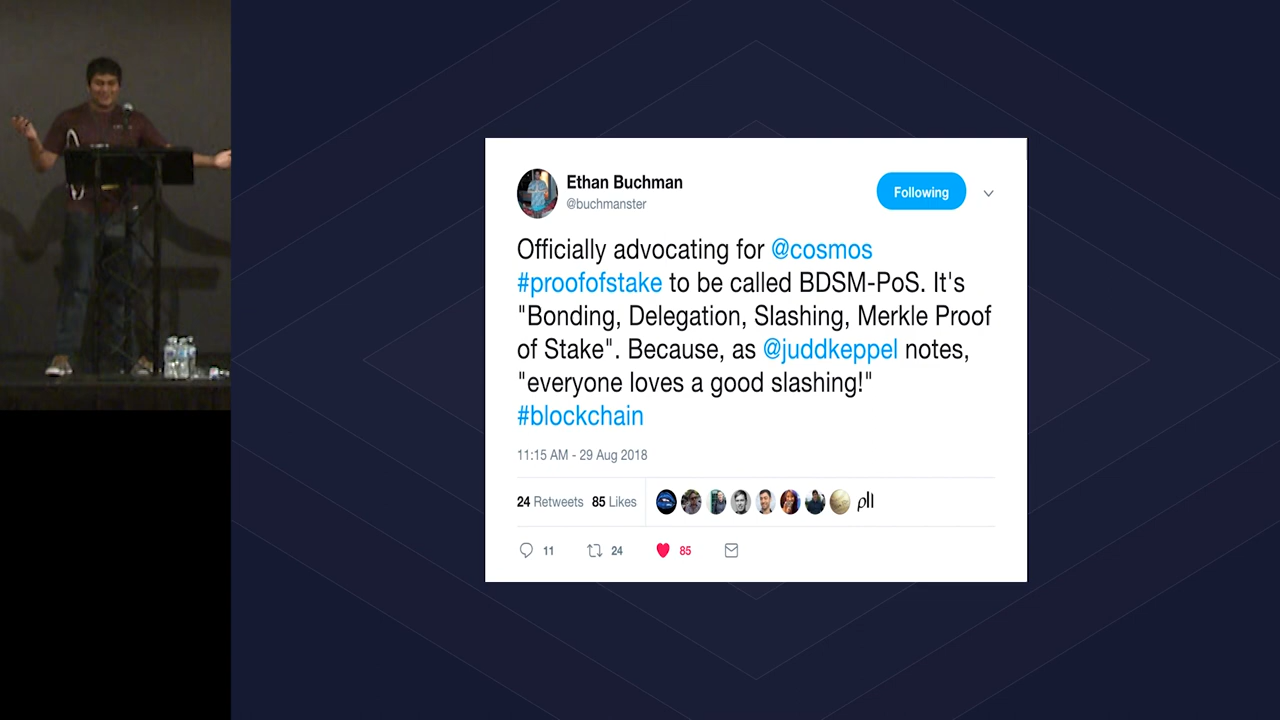 Ethan Buchman
@buchmanster
Following
Officially advocating for @cosmos
#proofofstake to be called BDSM-PoS. It's
"Bonding, Delegation, Slashing, Merkle Proof
of Stake". Because, as @juddkeppel notes,
"everyone loves a good slashing!"
#blockchain
11:15 AM - 29 Aug 2018
24 Retweets 85 Likes
pll
11 24 85